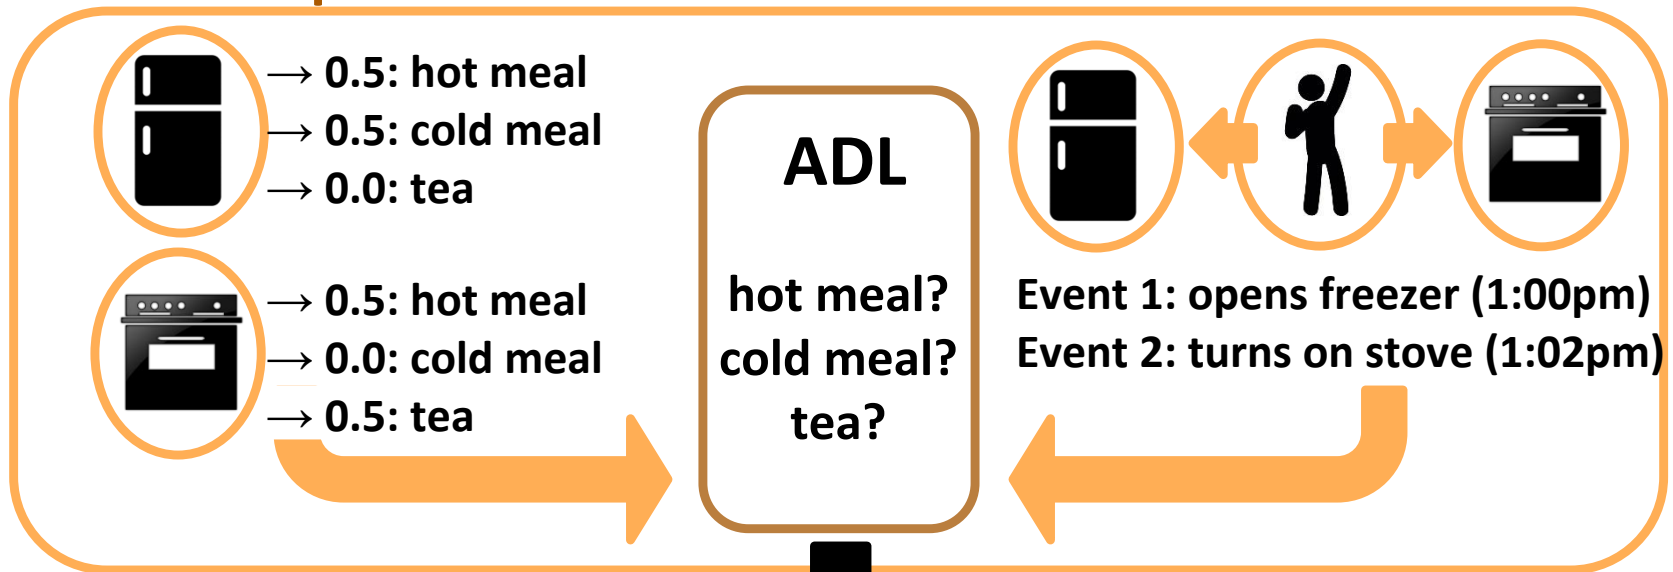 → 0.5: hot meal
→ 0.5: cold meal
→ 0.0: tea
→ 0.5: hot meal
→ 0.0: cold meal
→ 0.5: tea
ADL
hot meal?
cold meal?
tea?
Event 1: opens freezer (1:00pm)
Event 2: turns on stove (1:02pm)